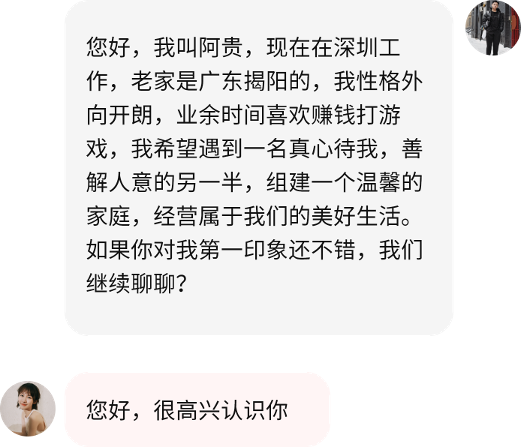 您好，我叫阿贵，现在在深圳工
作，老家是广东揭阳的，我性格外
向开朗，业余时间喜欢赚钱打游
戏，我希望遇到一名真心待我，善
解人意的另一半，组建一个温馨的
家庭，经营属于我们的美好生活。
如果你对我第一印象还不错，我们
继续聊聊？
您好，很高兴认识你